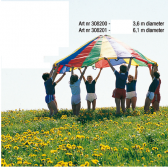 Art nr 308200 - 3,6 m diameter
Art nr 308201 - 6,1 m diameter